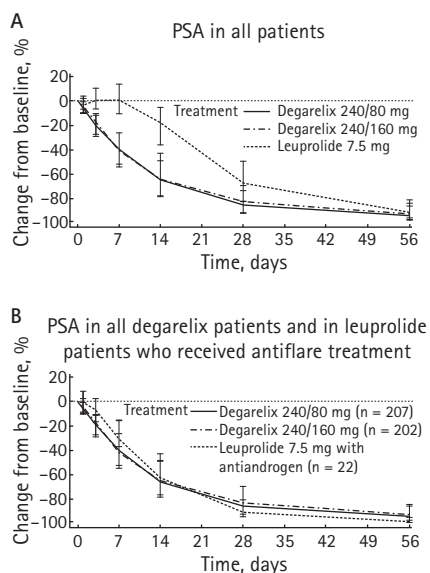 A
PSA in all patients
Change from baseline, %
20
0
−20
−40
−60
−80
−100
Treatment
Degarelix 240/80 mg
Degarelix 240/160 mg
Leuprolide 7.5 mg
0 7 14 21 28 35 42 49 56
Time, days
B
PSA in all degarelix patients and in leuprolide
patients who received antiflare treatment
Change from baseline, %
20
0
−20
−40
−60
−80
−100
Treatment
Degarelix 240/80 mg (n = 207)
Degarelix 240/160 mg (n = 202)
Leuprolide 7.5 mg with
antiandrogen (n = 22)
0 7 14 21 28 35 42 49 56
Time, days